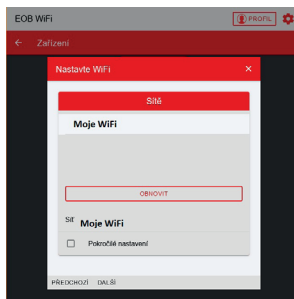 EOB WiFi PROFIL
← Zařízení
Nastavte WiFi ×
Sítě
Moje WiFi
OBNOVIT
Síť Moje WiFi
Pokročilé nastavení
PŘEDCHOZÍ DALŠÍ